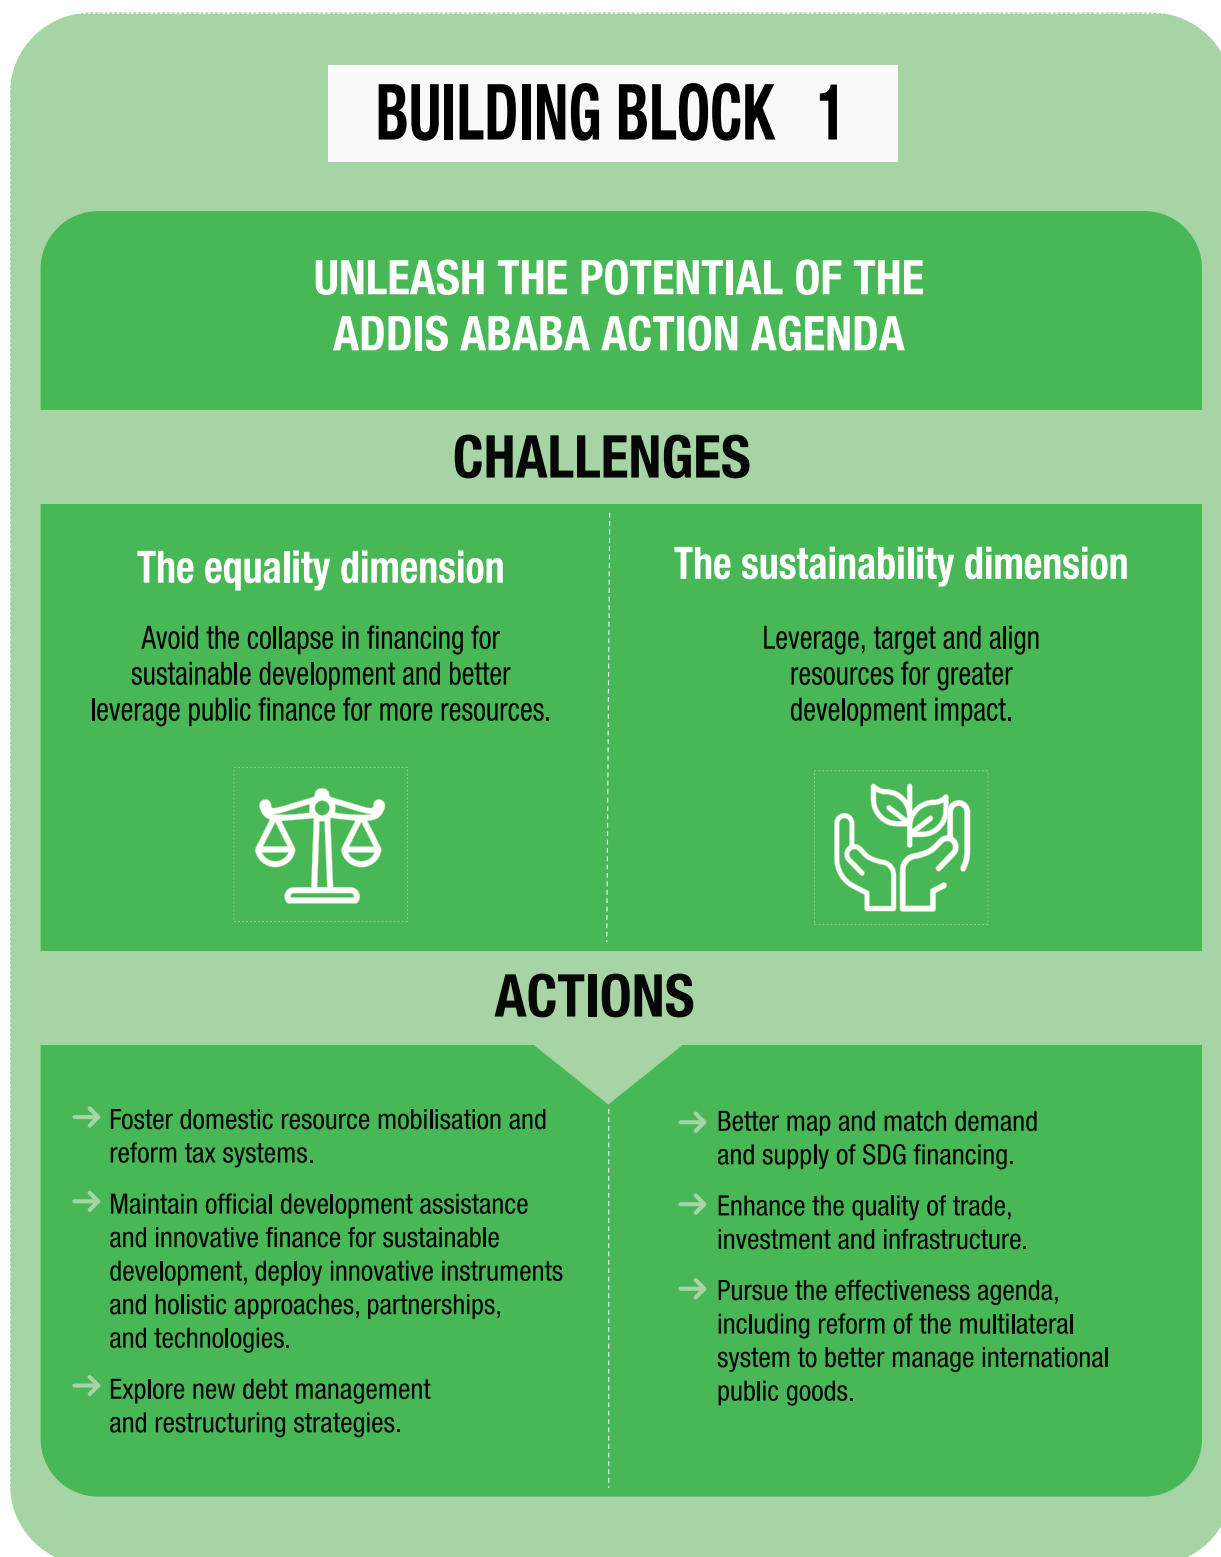 BUILDING BLOCK 1
UNLEASH THE POTENTIAL OF THE
ADDIS ABABA ACTION AGENDA
CHALLENGES
The equality dimension
Avoid the collapse in financing for
sustainable development and better
leverage public finance for more resources.
The sustainability dimension
Leverage, target and align
resources for greater
development impact.
ACTIONS
Foster domestic resource mobilisation and
reform tax systems.
Maintain official development assistance
and innovative finance for sustainable
development, deploy innovative instruments
and holistic approaches, partnerships,
and technologies.
Explore new debt management
and restructuring strategies.
Better map and match demand
and supply of SDG financing.
Enhance the quality of trade,
investment and infrastructure.
Pursue the effectiveness agenda,
including reform of the multilateral
system to better manage international
public goods.